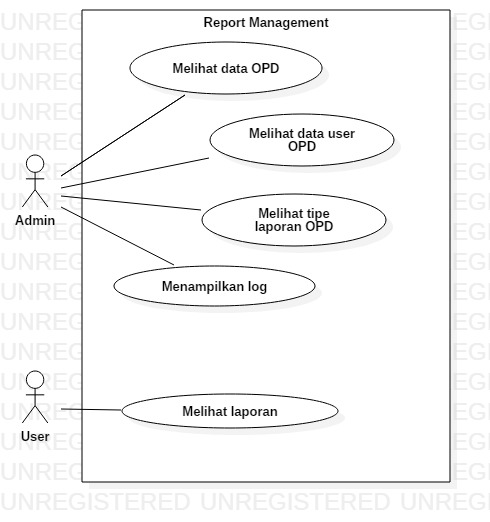 Report Management
Melihat data OPD
Melihat data user
OPD
Admin
Melihat tipe
laporan OPD
Menampilkan log
User
Melihat laporan
UNREGISTERED UNREGISTERED UNREG